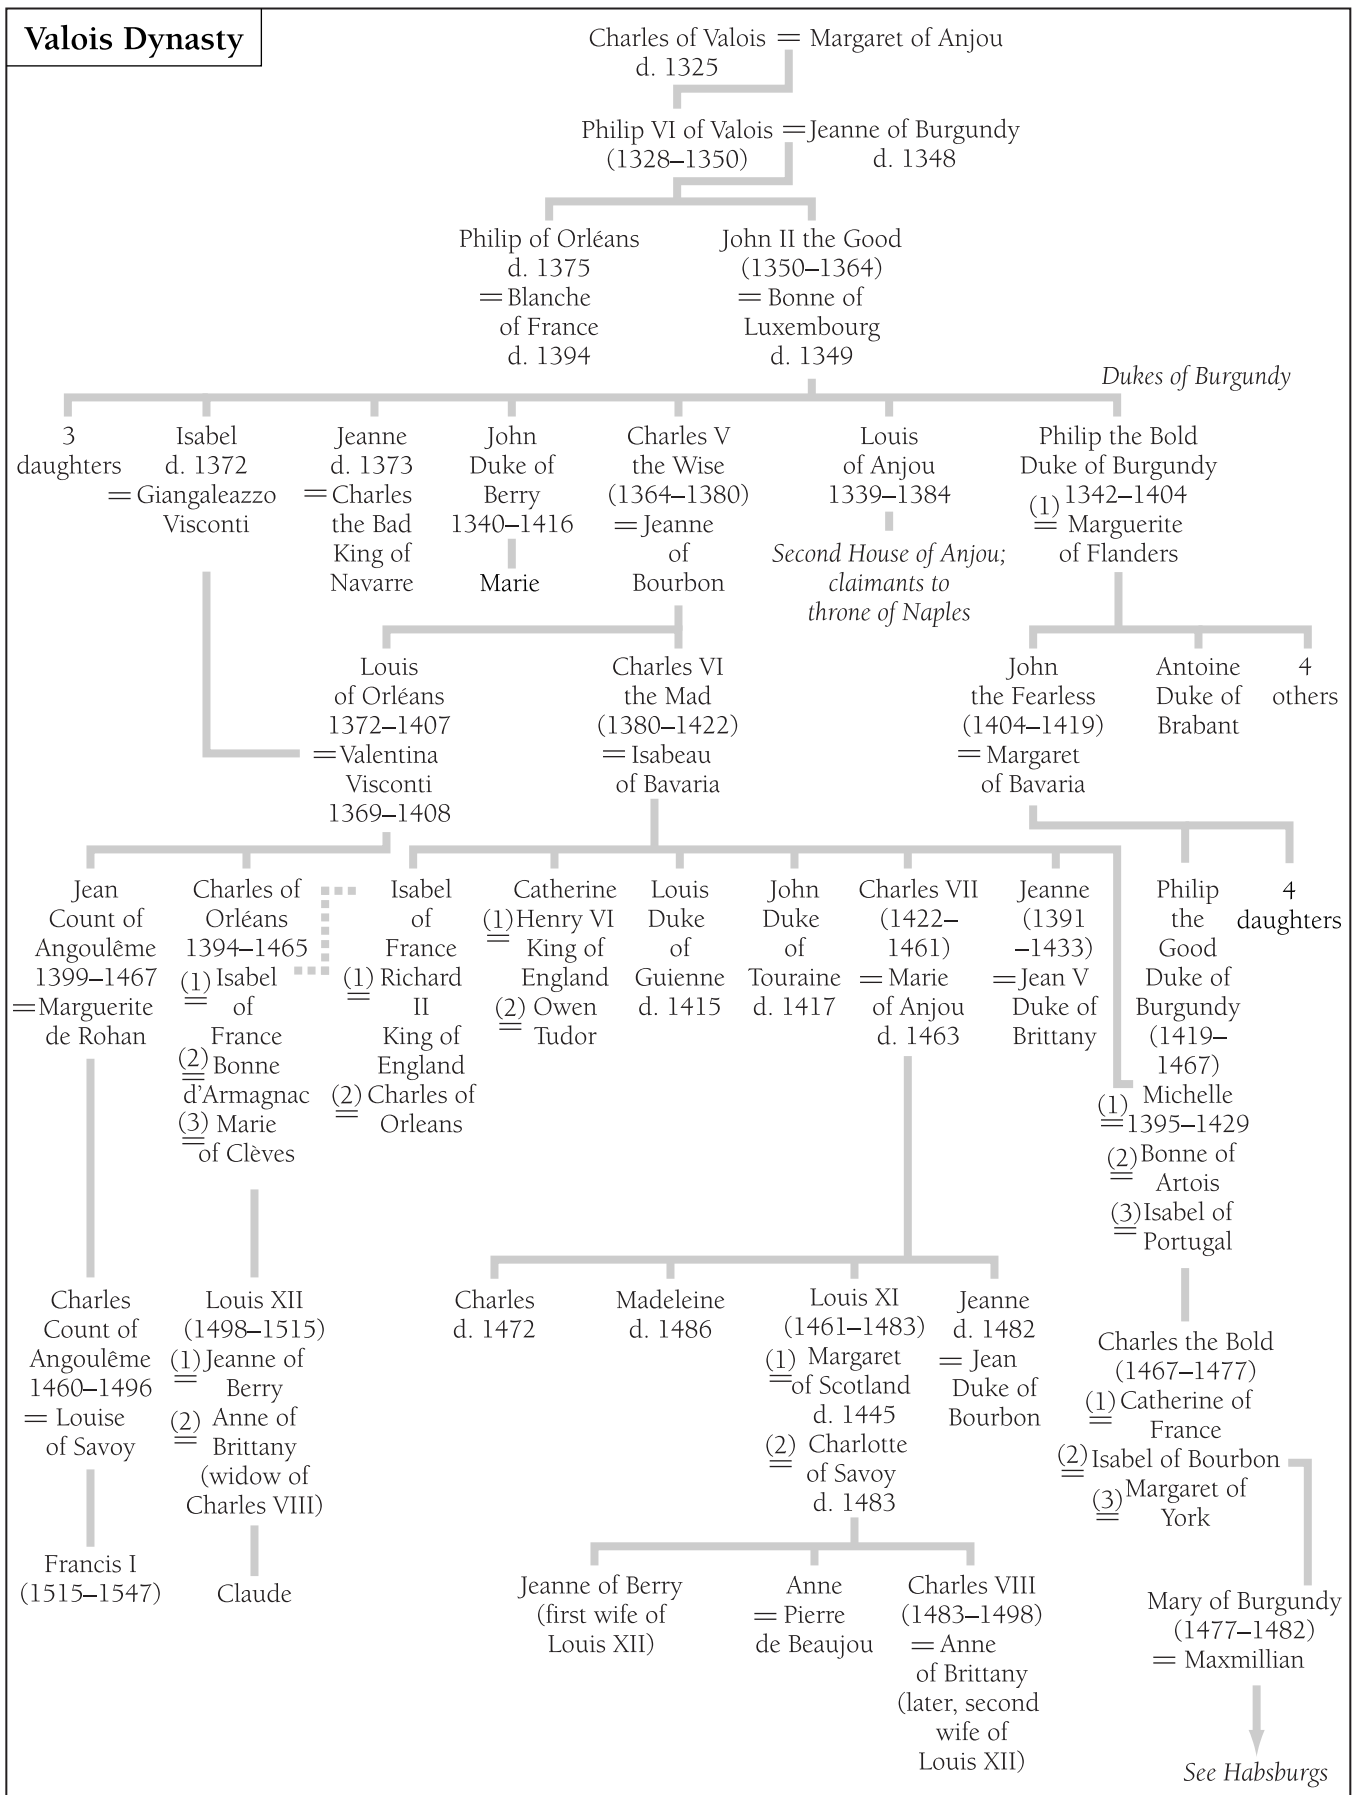 Valois Dynasty
Charles of Valois = Margaret of Anjou
d. 1325
Philip VI of Valois = Jeanne of Burgundy
(1328–1350)
d. 1348
Philip of Orléans
d. 1375
= Blanche
of France
d. 1394
John II the Good
(1350–1364)
= Bonne of
Luxembourg
d. 1349
Dukes of Burgundy
3
daughters
Isabel
d. 1372
= Giangaleazzo
Visconti
Jeanne
d. 1373
= Charles
the Bad
King of
Navarre
John
Duke of
Berry
1340–1416
Marie
Charles V
the Wise
(1364–1380)
= Jeanne
of
Bourbon
Louis
of Anjou
1339–1384
Second House of Anjou;
claimants to
throne of Naples
Philip the Bold
Duke of Burgundy
1342–1404
(1) = Marguerite
of Flanders
Louis
of Orléans
1372–1407
= Valentina
Visconti
1369–1408
Charles VI
the Mad
(1380–1422)
= Isabeau
of Bavaria
John
the Fearless
(1404–1419)
= Margaret
of Bavaria
Antoine
Duke of
Brabant
4
others
Jean
Count of
Angoulême
1399–1467
= Marguerite
de Rohan
Charles of
Orléans
1394–1465
(1) = Isabel
of
France
(2) = Bonne
d'Armagnac
(3) = Marie
of Clèves
Isabel
of
France
(1) = Richard
II
King of
England
(2) = Charles of
Orleans
Catherine
(1) = Henry VI
King of
England
(2) = Owen
Tudor
Louis
Duke
of
Guienne
d. 1415
John
Duke
of
Touraine
d. 1417
Charles VII
(1422–
1461)
= Marie
of Anjou
d. 1463
Jeanne
(1391
–1433)
= Jean V
Duke of
Brittany
Philip
the
Good
Duke of
Burgundy
(1419–
1467)
(1) = Michelle
1395–1429
(2) = Bonne of
Artois
(3) = Isabel of
Portugal
4
daughters
Charles
Count of
Angoulême
1460–1496
= Louise
of Savoy
Louis XII
(1498–1515)
(1) = Jeanne of
Berry
(2) = Anne of
Brittany
(widow of
Charles VIII)
Charles
d. 1472
Madeleine
d. 1486
Louis XI
(1461–1483)
(1) = Margaret
of Scotland
d. 1445
(2) = Charlotte
of Savoy
d. 1483
Jeanne
d. 1482
= Jean
Duke of
Bourbon
Charles the Bold
(1467–1477)
(1) = Catherine of
France
(2) = Isabel of Bourbon
(3) = Margaret of
York
Francis I
(1515–1547)
Claude
Jeanne of Berry
(first wife of
Louis XII)
Anne
= Pierre
de Beaujou
Charles VIII
(1483–1498)
= Anne
of Brittany
(later, second
wife of
Louis XII)
Mary of Burgundy
(1477–1482)
= Maxmillian
See Habsburgs